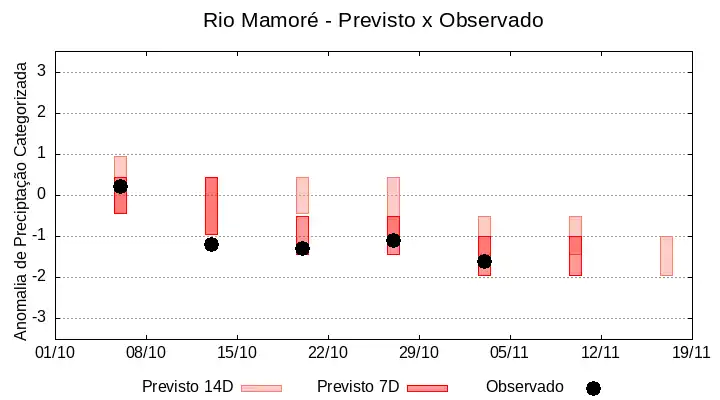 Rio Mamoré - Previsto x Observado
Anomalia de Preciptação Categorizada
3
2
1
0
-1
-2
-3
01/10 08/10 15/10 22/10 29/10 05/11 12/11 19/11
Previsto 14D Previsto 7D Observado